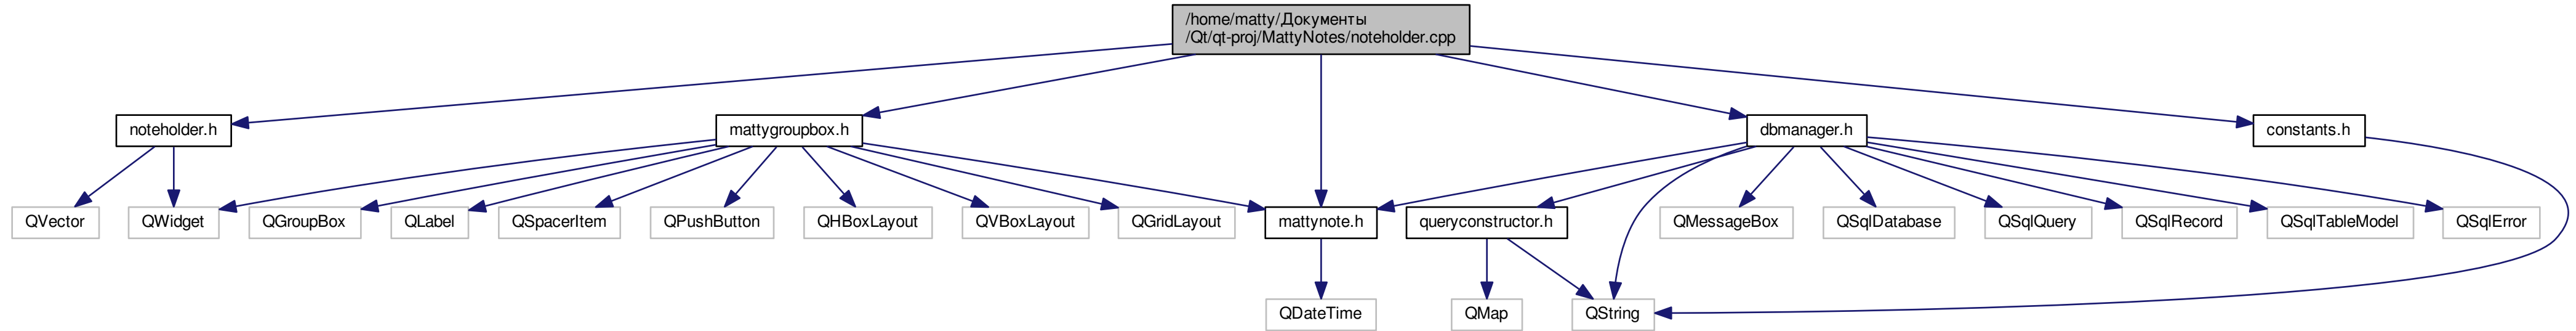 /home/matty/Документы
/Qt/qt-proj/MattyNotes/noteholder.cpp
noteholder.h
mattygroupbox.h
dbmanager.h
constants.h
QVector
QWidget
QGroupBox
QLabel
QSpacerItem
QPushButton
QHBoxLayout
QVBoxLayout
QGridLayout
mattynote.h
queryconstructor.h
QMessageBox
QSqlDatabase
QSqlQuery
QSqlRecord
QSqlTableModel
QSqlError
QDateTime
QMap
QString